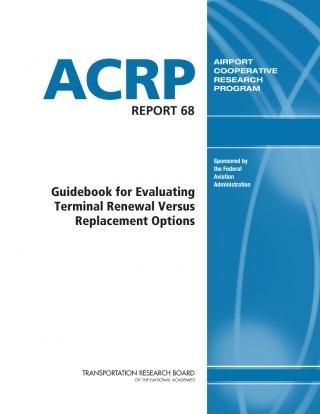 ACRP
REPORT 68
AIRPORT
COOPERATIVE
RESEARCH
PROGRAM
Sponsored by
the Federal
Aviation
Administration
Guidebook for Evaluating
Terminal Renewal Versus
Replacement Options
TRANSPORTATION RESEARCH BOARD
OF THE NATIONAL ACADEMIES